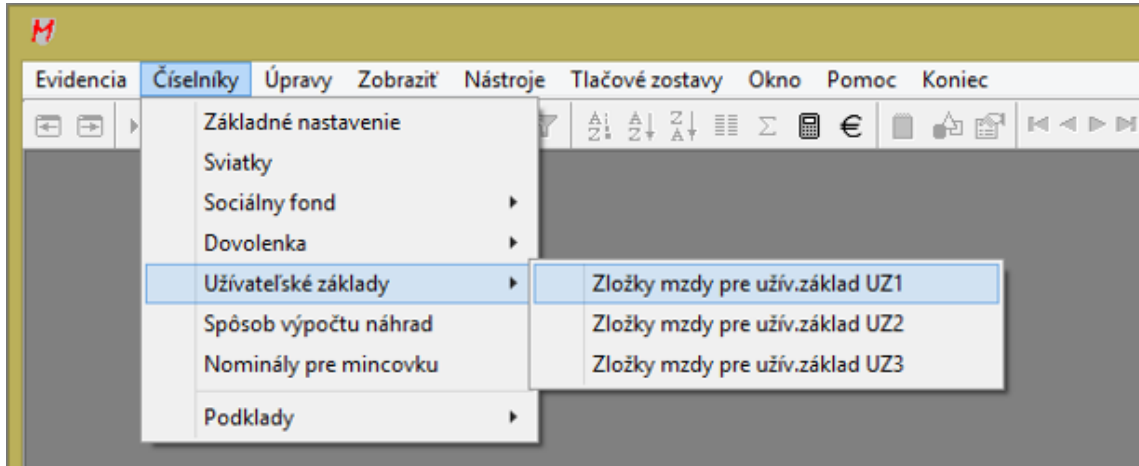 M
Evidencia Číselníky Úpravy Zobraziť Nástroje Tlačové zostavy Okno Pomoc Koniec
Základné nastavenie
Sviatky
Sociálny fond
Dovolenka
Užívateľské základy
Zložky mzdy pre užív.základ UZ1
Spôsob výpočtu náhrad
Zložky mzdy pre užív.základ UZ2
Nominály pre mincovku
Zložky mzdy pre užív.základ UZ3
Podklady